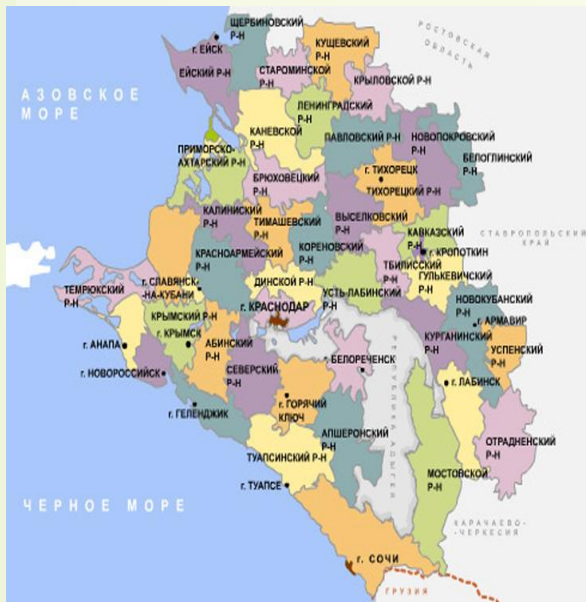 ЩЕРБИНОВСКИЙ
Р-Н
г. ЕЙСК
ЕЙСКИЙ Р-Н
КУЩЕВСКИЙ
Р-Н
РОСТОВСКАЯ
ОБЛАСТЬ
СТАРОМИНСКОЙ
Р-Н
КРЫЛОВСКОЙ Р-Н
АЗОВСКОЕ
МОРЕ
ЛЕНИНГРАДСКИЙ
Р-Н
КАНЕВСКОЙ
Р-Н
ПАВЛОВСКИЙ Р-Н
НОВОПОКРОВСКИЙ
Р-Н
ПРИМОРСКО-
АХТАРСКИЙ Р-Н
БЕЛОГЛИНСКИЙ
Р-Н
БРЮХОВЕЦКИЙ
Р-Н
г. ТИХОРЕЦК
ТИХОРЕЦКИЙ Р-Н
КАЛИНИСКИЙ
Р-Н
ТИМАШЕВСКИЙ
Р-Н
ВЫСЕЛКОВСКИЙ
Р-Н
КАВКАЗСКИЙ
Р-Н
СТАВРОПОЛЬСКИЙ
КРАЙ
КРАСНОАРМЕЙСКИЙ
Р-Н
КОРЕНОВСКИЙ
Р-Н
г. КРОПОТКИН
ТБИЛИССКИЙ
Р-Н
ГУЛЬКЕВИЧСКИЙ
Р-Н
ТЕМРЮКСКИЙ
Р-Н
г. СЛАВЯНСК-
НА-КУБАНИ
ДИНСКОЙ Р-Н
УСТЬ-ЛАБИНСКИЙ
Р-Н
НОВОКУБАНСКИЙ
Р-Н
г. КРАСНОДАР
КРЫМСКИЙ Р-Н
г. КРЫМСК
г. АРМАВИР
г. АНАПА
АБИНСКИЙ
Р-Н
КУРГАНИНСКИЙ
Р-Н
УСПЕНСКИЙ
Р-Н
г. БЕЛОРЕЧЕНСК
РЕСПУБЛИКА АДЫГЕЯ
г. НОВОРОССИЙСК
СЕВЕРСКИЙ
Р-Н
г. ЛАБИНСК
г. ГЕЛЕНДЖИК
г. ГОРЯЧИЙ
КЛЮЧ
АПШЕРОНСКИЙ
Р-Н
ОТРАДНЕНСКИЙ
Р-Н
ТУАПСИНСКИЙ Р-Н
МОСТОВСКОЙ
Р-Н
г. ТУАПСЕ
ЧЕРНОЕ МОРЕ
КАРАЧАЕВО-
ЧЕРКЕСИЯ
г. СОЧИ
ГРУЗИЯ